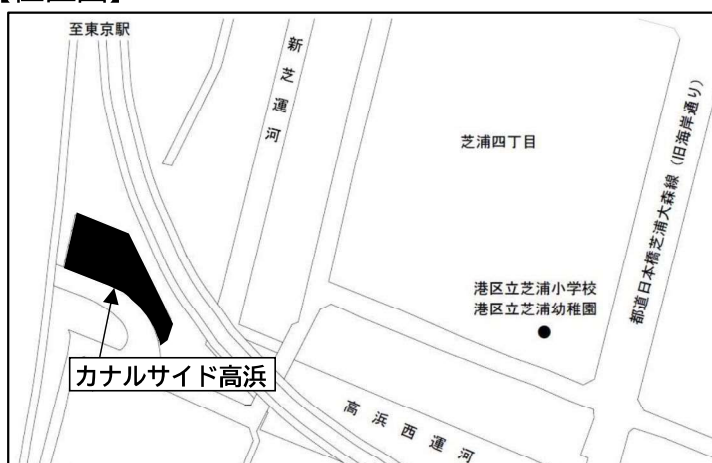 至東京駅
新芝運河
芝浦四丁目
都道日本橋芝浦大森線（旧海岸通り）
港区立芝浦小学校
港区立芝浦幼稚園
カナルサイド高浜
高浜西運河